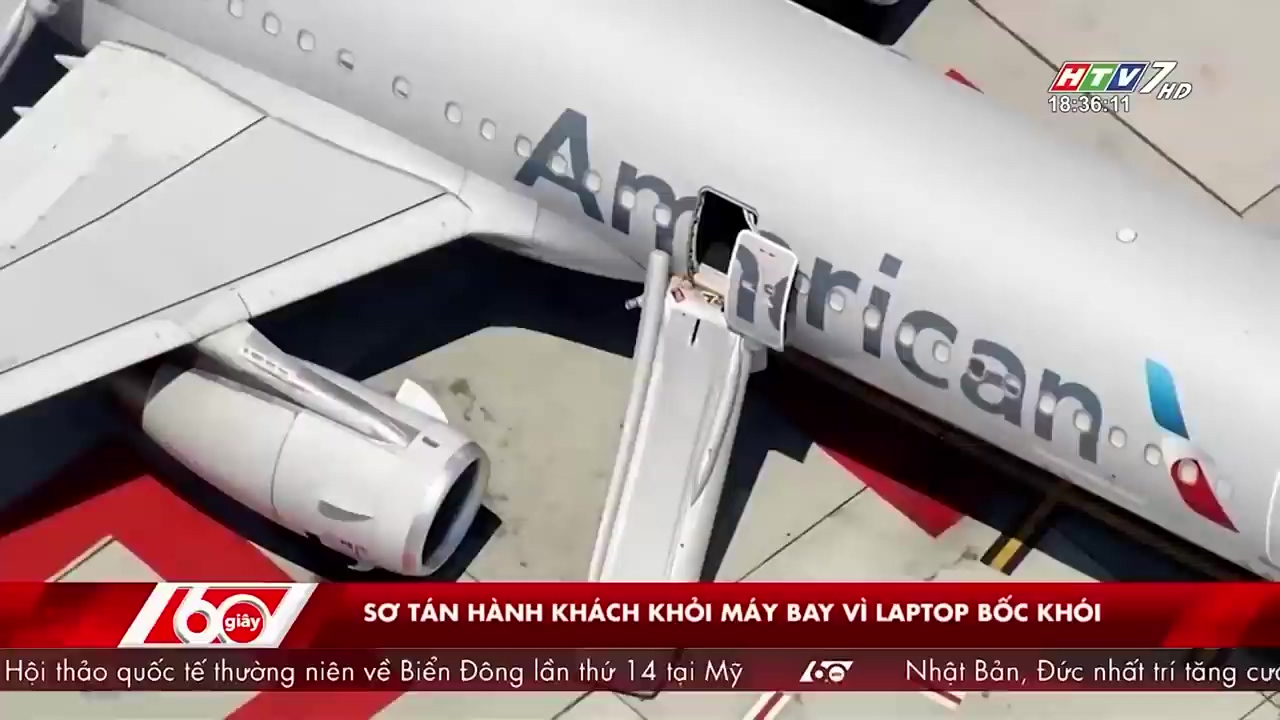 HTV7 HD
18:36:11
American
60 giây
SƠ TÁN HÀNH KHÁCH KHỎI MÁY BAY VÌ LAPTOP BỐC KHÓI
Hội thảo quốc tế thường niên về Biển Đông lần thứ 14 tại Mỹ 60 Nhật Bản, Đức nhất trí tăng cư